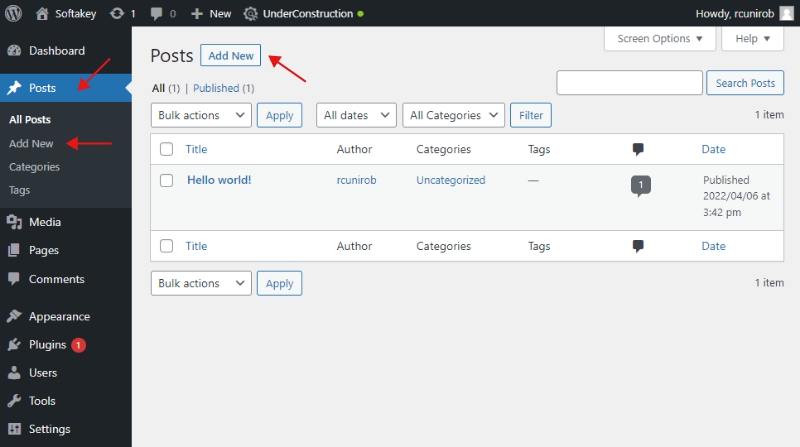 Softakey 1 0 New UnderConstruction Howdy, rcunirob
Dashboard
Posts
All Posts
Add New
Categories
Tags
Media
Pages
Comments
Appearance
Plugins 1
Users
Tools
Settings
Screen Options Help
Posts Add New
All (1) | Published (1)
Search Posts
Bulk actions Apply All dates All Categories Filter 1 item
Title Author Categories Tags Date
Hello world! rcunirob Uncategorized — 1 Published
2022/04/06 at
3:42 pm
Title Author Categories Tags Date
Bulk actions Apply 1 item